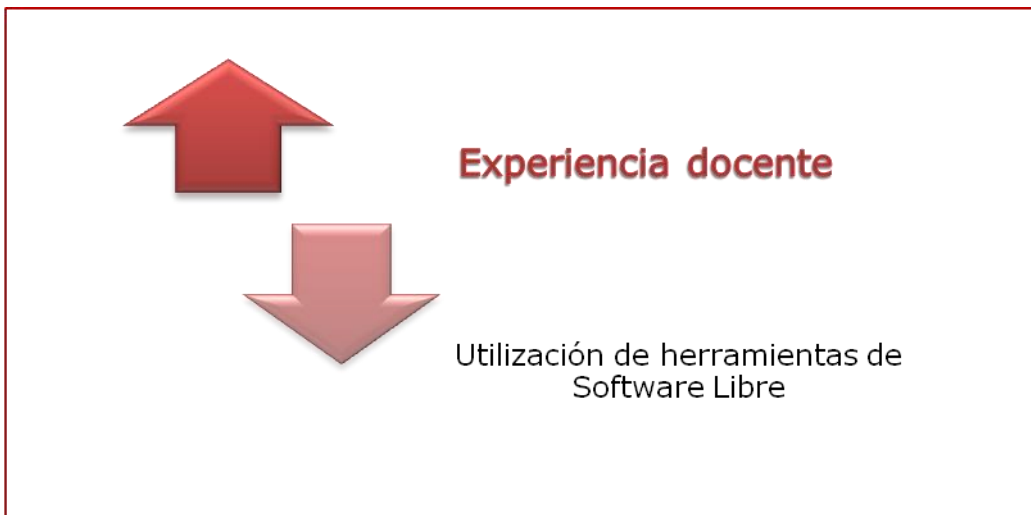 Experiencia docente
Utilización de herramientas de
Software Libre